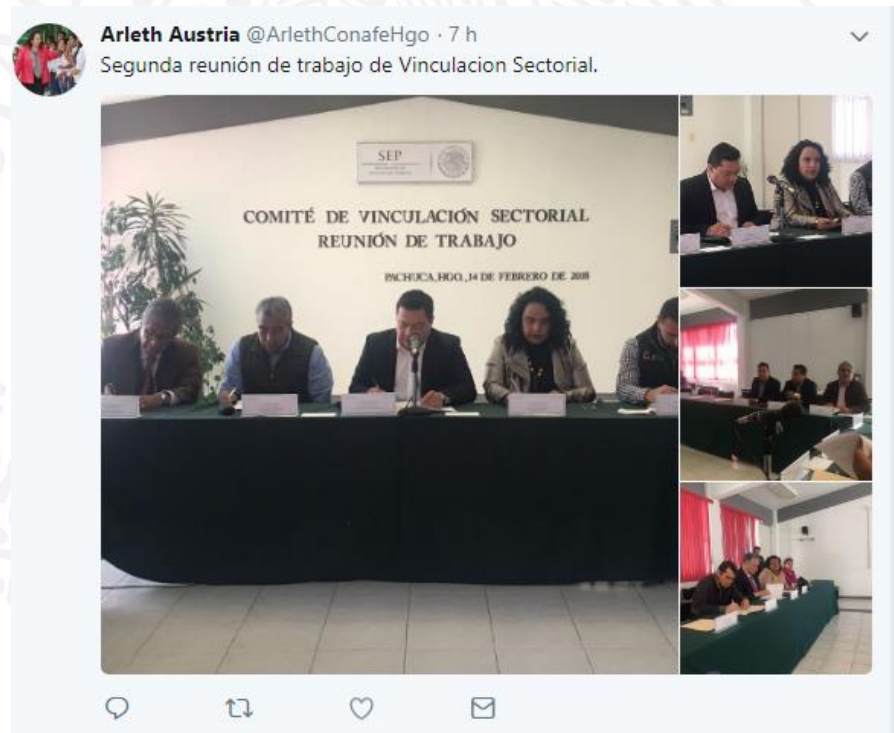 Arleth Austria @ArlethConafeHgo · 7 h
Segunda reunión de trabajo de Vinculacion Sectorial.
SEP
COMITÉ DE VINCULACIÓN SECTORIAL
REUNIÓN DE TRABAJO
PACHUCA, HGO., 14 DE FEBRERO DE 2018